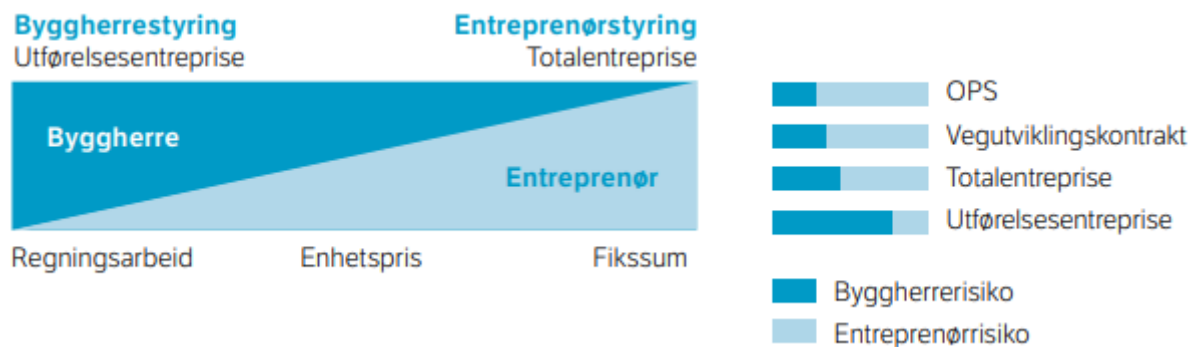 Byggherrestyring
Utførelsesentreprise
Entreprenørstyring
Totalentreprise
Byggherre
Entreprenør
Regningsarbeid
Enhetspris
Fikssum
OPS
Vegutviklingskontrakt
Totalentreprise
Utførelsesentreprise
Byggherrerisiko
Entreprenørrisiko